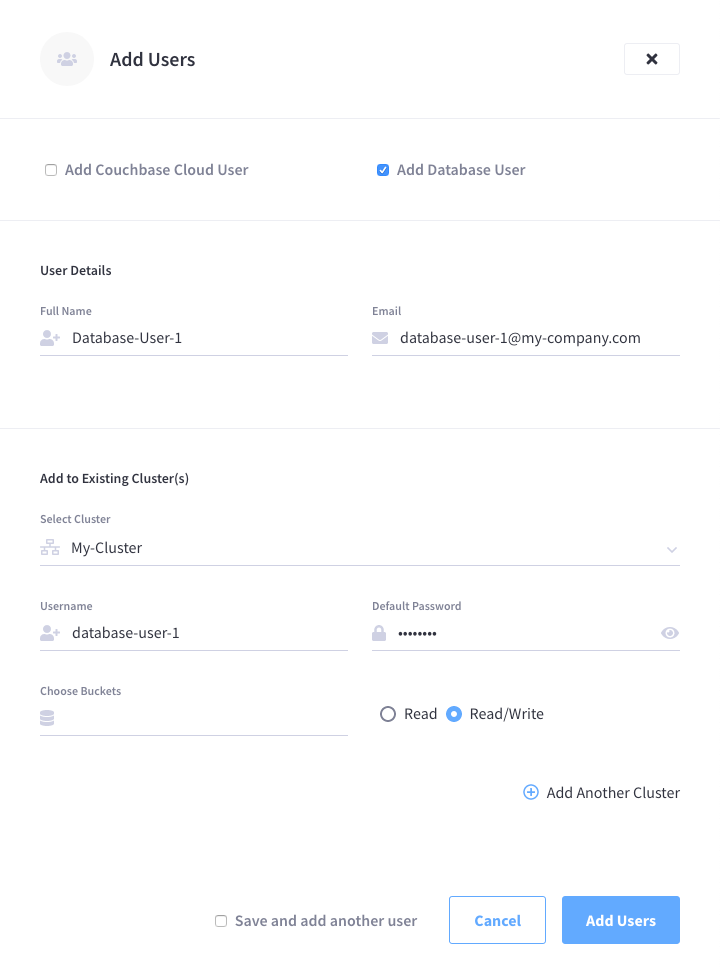 Add Users
Add Couchbase Cloud User
Add Database User
User Details
Full Name
Email
Database-User-1
database-user-1@my-company.com
Add to Existing Cluster(s)
Select Cluster
My-Cluster
Username
Default Password
database-user-1
••••••••
Choose Buckets
Read
Read/Write
Add Another Cluster
Save and add another user
Cancel
Add Users